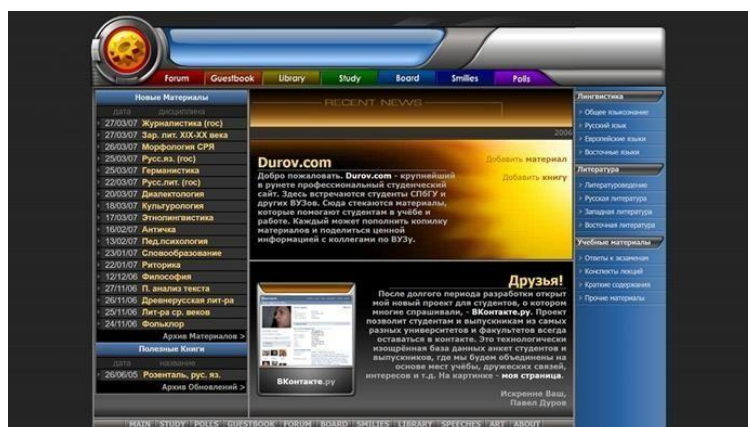 Forum Guestbook Library Study Board Smilies Polls
Новые Материалы
дата дисциплина
27/03/07 Журналистика (гос)
27/03/07 Зар. лит. XIX-XX века
26/03/07 Морфология СРЯ
25/03/07 Русс.яз. (гос)
25/03/07 Германистика
22/03/07 Русс.лит. (гос)
20/03/07 Диалектология
18/03/07 Культурология
17/03/07 Этнолингвистика
16/02/07 Античка
13/02/07 Пед.психология
23/01/07 Словообразование
22/01/07 Риторика
12/12/06 Философия
27/11/06 П. анализ текста
26/11/06 Древнерусская лит-ра
25/11/06 Лит-ра ср. веков
24/11/06 Фольклор
Архив Материалов >
Полезные Книги
дата название
26/06/05 Розенталь, рус. яз.
Архив Обновлений >
RECENT NEWS
2006
Durov.com
Добавить материал
Добавить книгу
Добро пожаловать. Durov.com - крупнейший
в рунете профессиональный студенческий
сайт. Здесь встречаются студенты СПбГУ и
других ВУЗов. Сюда стекаются материалы,
которые помогают студентам в учёбе и
работе. Каждый может пополнить копилку
материалов и поделиться ценной
информацией с коллегами по ВУЗу.
Друзья!
После долгого периода разработки открыт
мой новый проект для студентов, о котором
многие спрашивали, - ВКонтакте.ру. Проект
позволит студентам и выпускникам из самых
разных университетов и факультетов всегда
оставаться в контакте. Это технологически
изощрённая база данных анкет студентов и
выпускников, где мы будем объединены на
основе мест учёбы, дружеских связей,
интересов и т.д. На картинке - моя страница.
Искренне Ваш,
Павел Дуров
ВКонтакте.ру
Лингвистика
> Общее языкознание
> Русский язык
> Европейские языки
> Восточные языки
Литература
> Литературоведение
> Русская литература
> Западная литература
> Восточная литература
Учебные материалы
> Ответы к экзаменам
> Конспекты лекций
> Краткие содержания
> Прочие материалы
MAIN STUDY POLLS GUESTBOOK FORUM BOARD SMILIES LIBRARY SPEECHES ART ABOUT